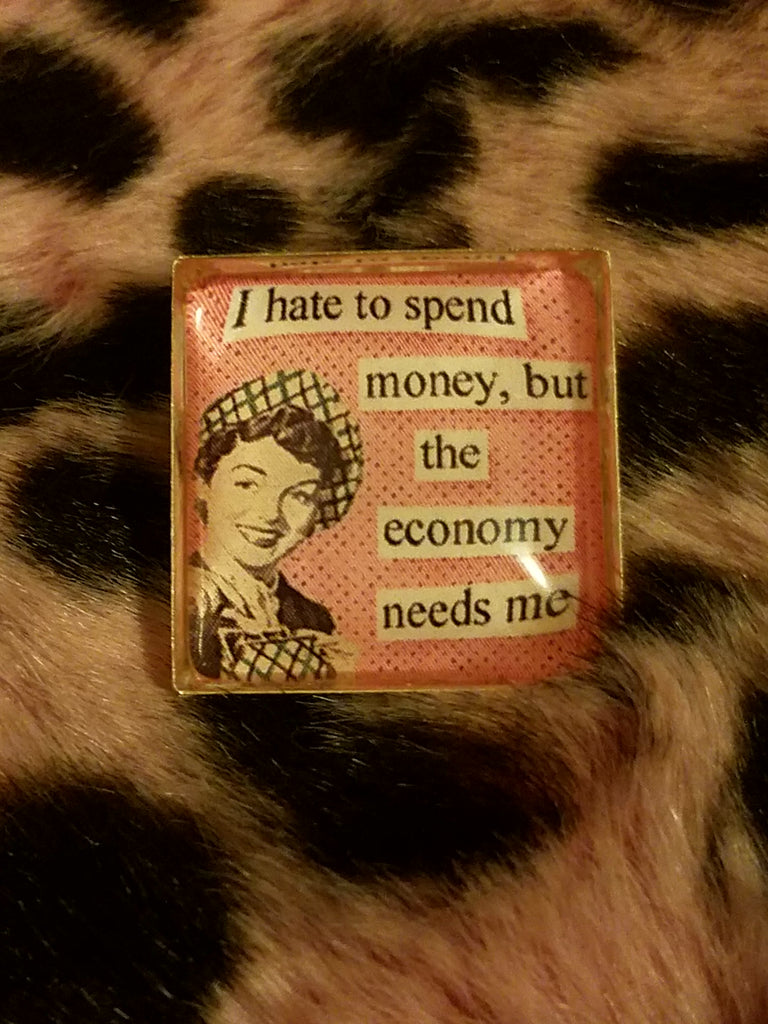 I hate to spend
money, but
the
economy
needs me